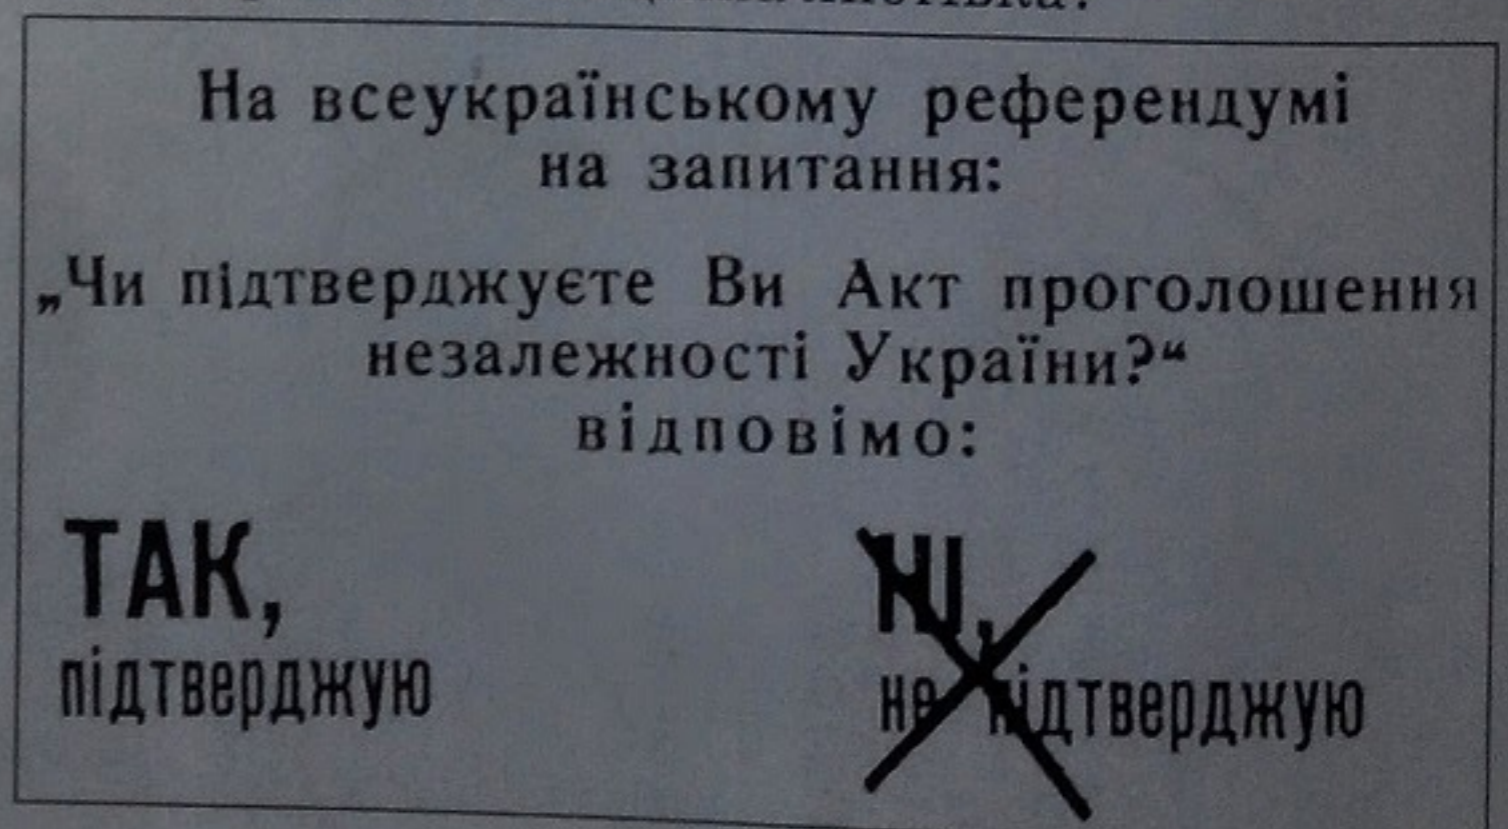 На всеукраїнському референдумі
на запитання:
„Чи підтверджуєте Ви Акт проголошення
незалежності України?“
відповімо:
ТАК,
підтверджую
НІ,
не підтверджую